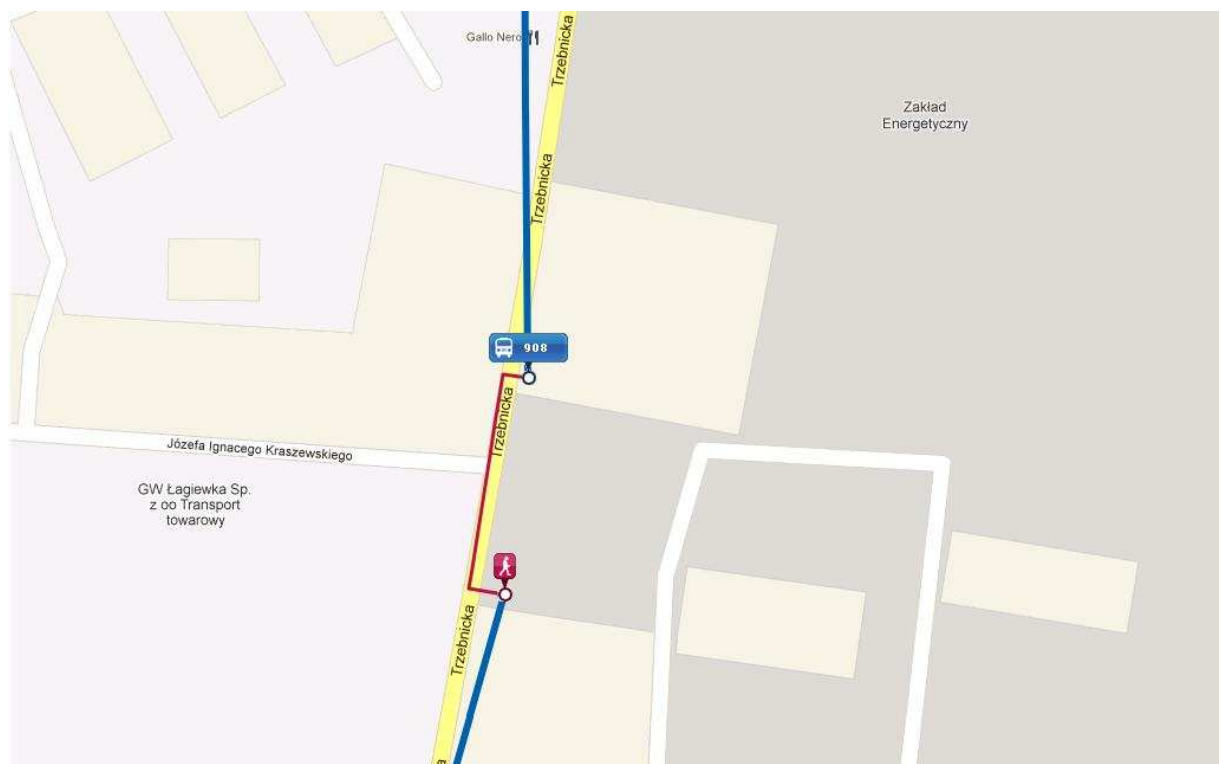 Gallo Nero
Trzebnicka
Zakład
Energetyczny
Trzebnicka
908
Trzebnicka
Józefa Ignacego Kraszewskiego
GW Łagiewka Sp.
z oo Transport
towarowy
Trzebnicka